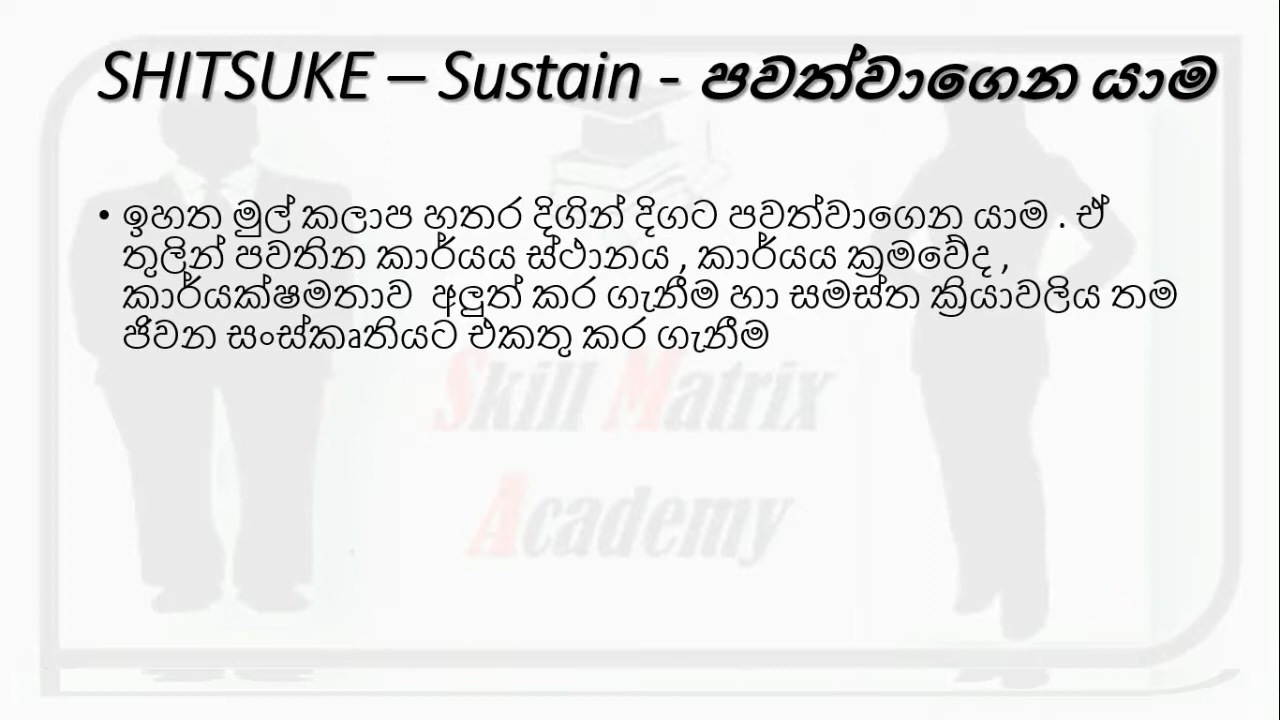 SHITSUKE – Sustain - පවත්වාගෙන යාම
• ඉහත මුල් කලාප හතර දිගින් දිගට පවත්වාගෙන යාම . ඒ
තුලින් පවතින කාර්යය ස්ථානය , කාර්යය ක්‍රමවේද ,
කාර්යක්ෂමතාව අලුත් කර ගැනීම හා සමස්ත ක්‍රියාවලිය තම
ජිවන සංස්කෘතියට එකතු කර ගැනීම
Skill Matrix
Academy